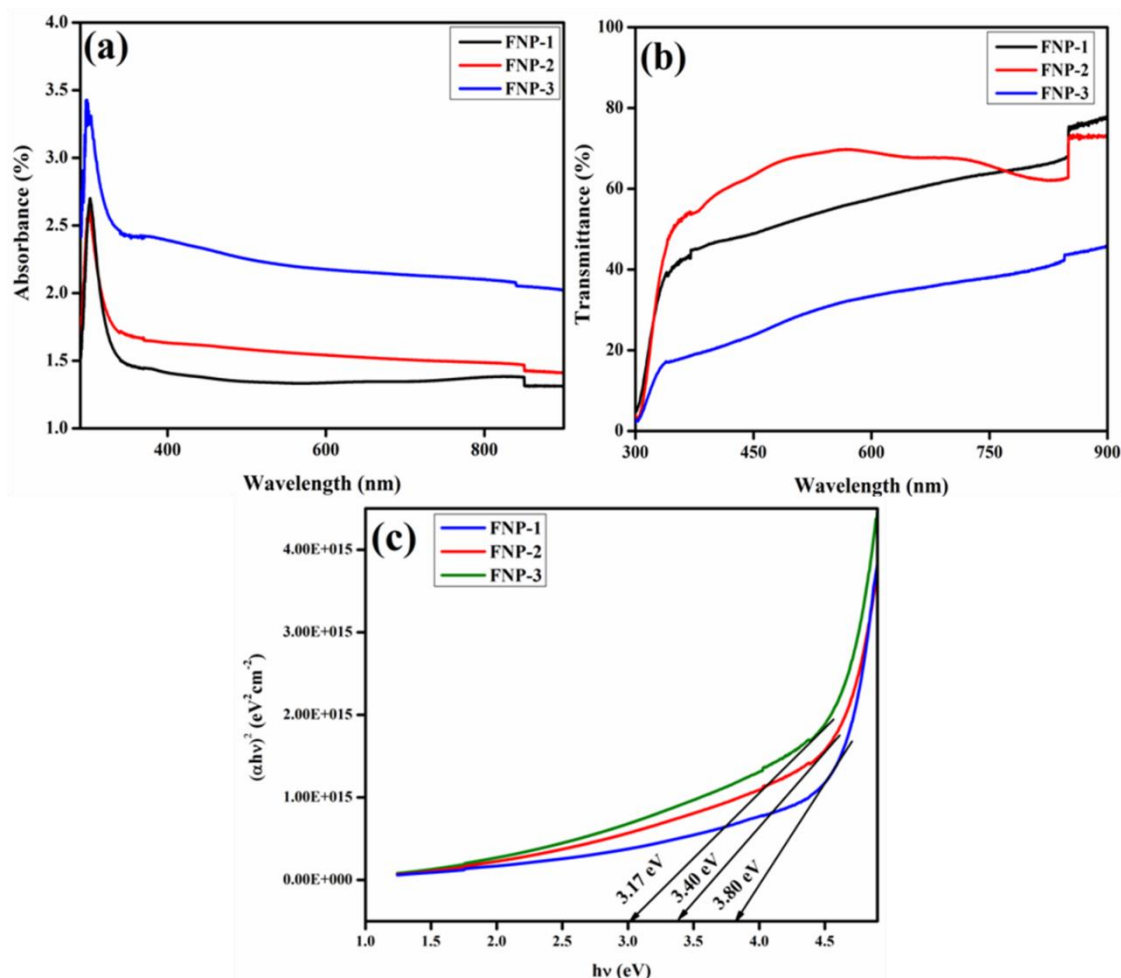 (a)
FNP-1
FNP-2
FNP-3
4.0
3.5
3.0
2.5
2.0
1.5
1.0
Absorbance (%)
400
600
800
Wavelength (nm)
(b)
FNP-1
FNP-2
FNP-3
100
80
60
40
20
0
Transmittance (%)
300
450
600
750
900
Wavelength (nm)
(c)
FNP-1
FNP-2
FNP-3
4.00E+015
3.00E+015
2.00E+015
1.00E+015
0.00E+000
(αhν)² (eV²cm⁻²)
3.17 eV
3.40 eV
3.80 eV
1.0
1.5
2.0
2.5
3.0
3.5
4.0
4.5
hν (eV)